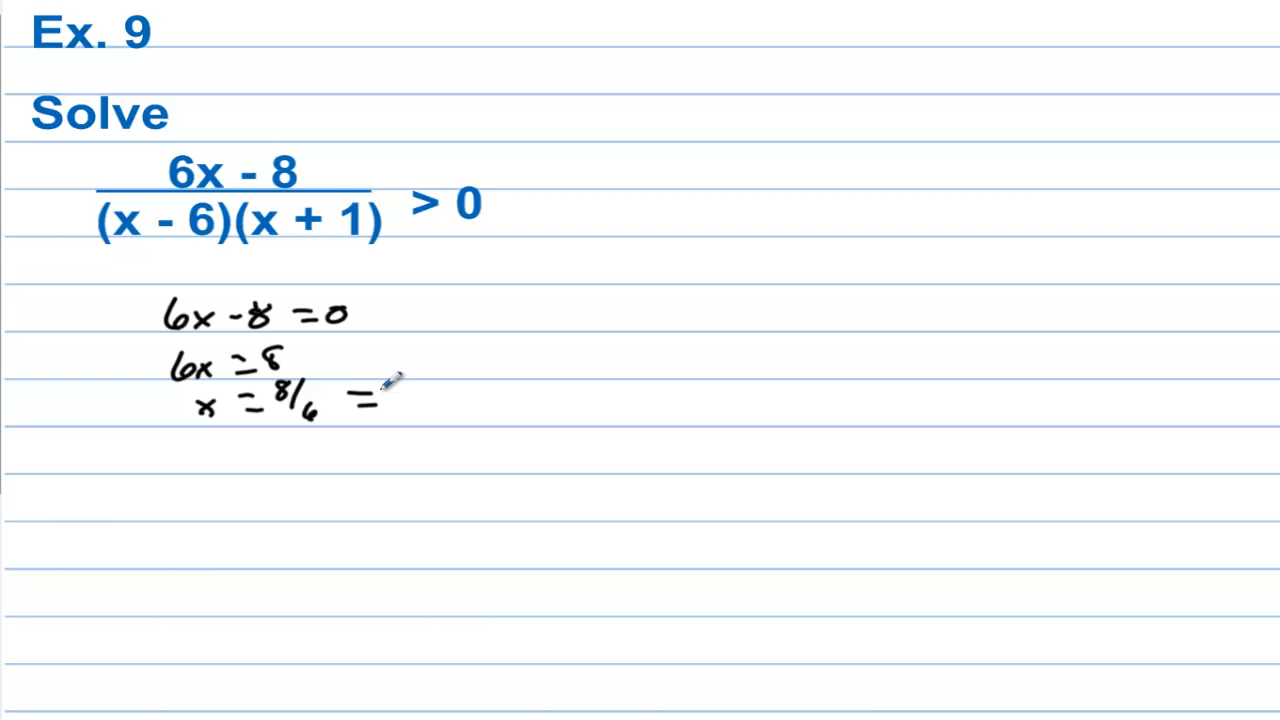 Ex. 9
Solve
6x - 8
(x - 6)(x + 1)
> 0
6x - 8 = 0
6x = 8
x = 8/6 =